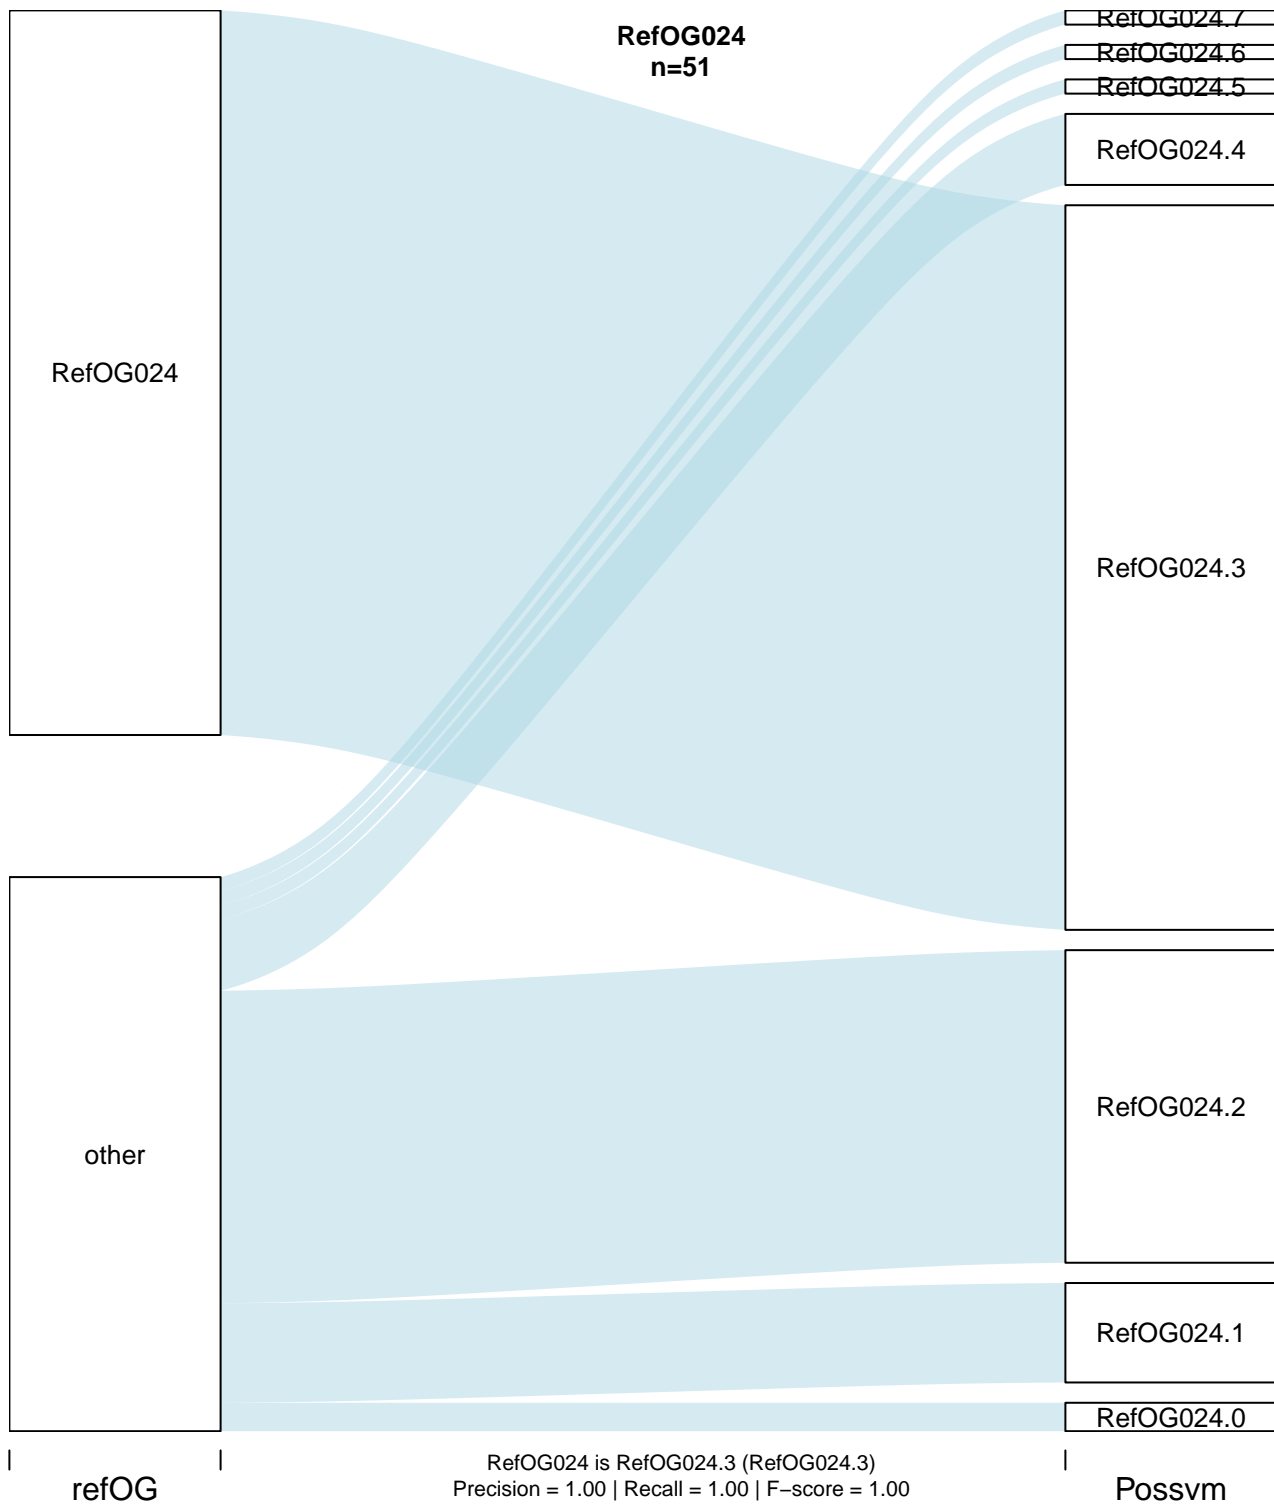 RefOG024
n=51
RefOG024.7
RefOG024.6
RefOG024.5
RefOG024.4
RefOG024
RefOG024.3
RefOG024.2
other
RefOG024.1
RefOG024.0
RefOG024 is RefOG024.3 (RefOG024.3)
Precision = 1.00 | Recall = 1.00 | F−score = 1.00
refOG
Possvm